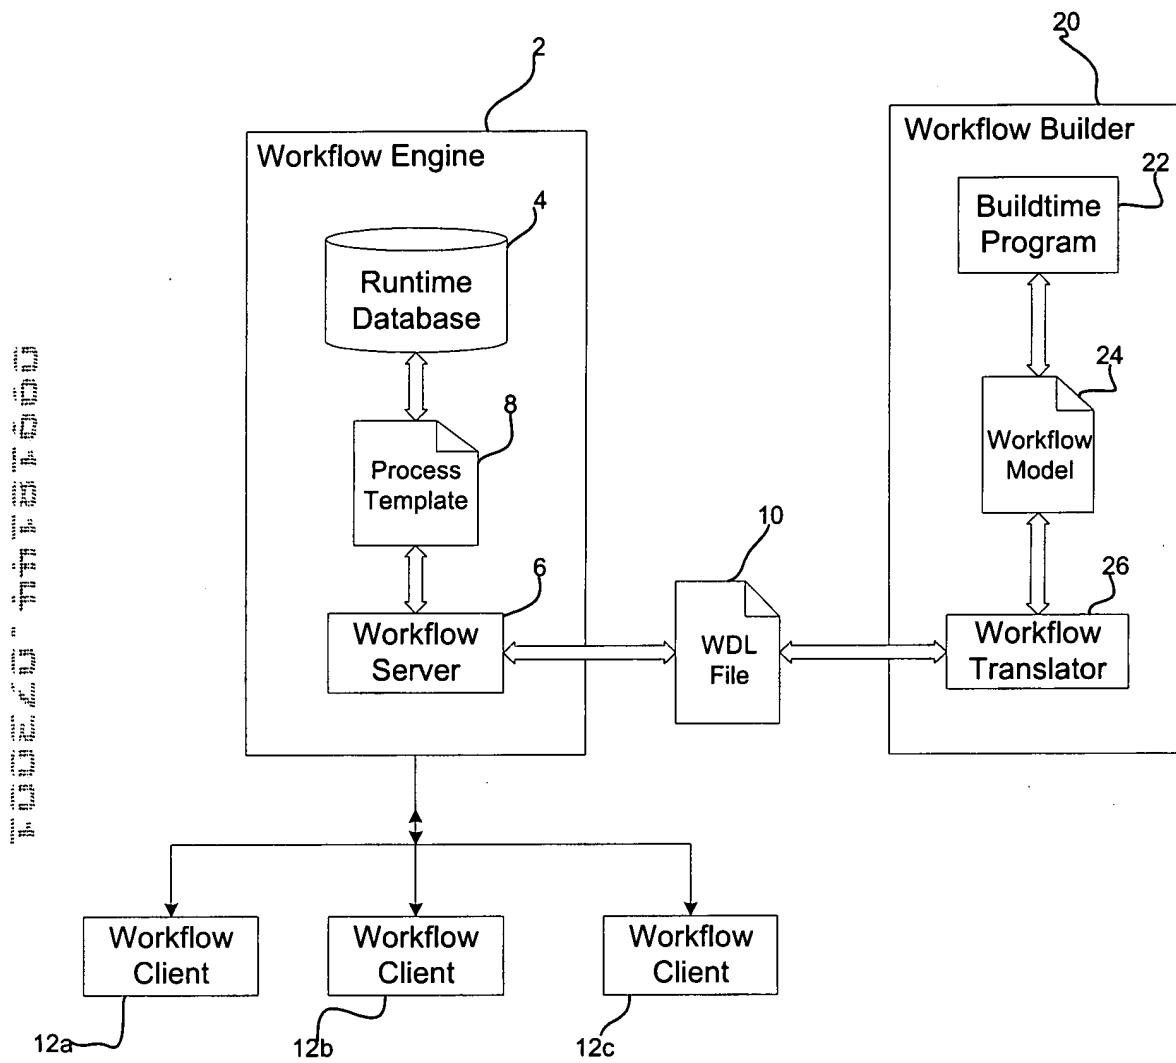 20
2
Workflow Engine
Workflow Builder
22
4
Buildtime
Program
Runtime
Database
24
8
Process
Template
Workflow
Model
10
6
26
Workflow
Server
WDL
File
Workflow
Translator
Workflow
Client
Workflow
Client
Workflow
Client
12a
12b
12c